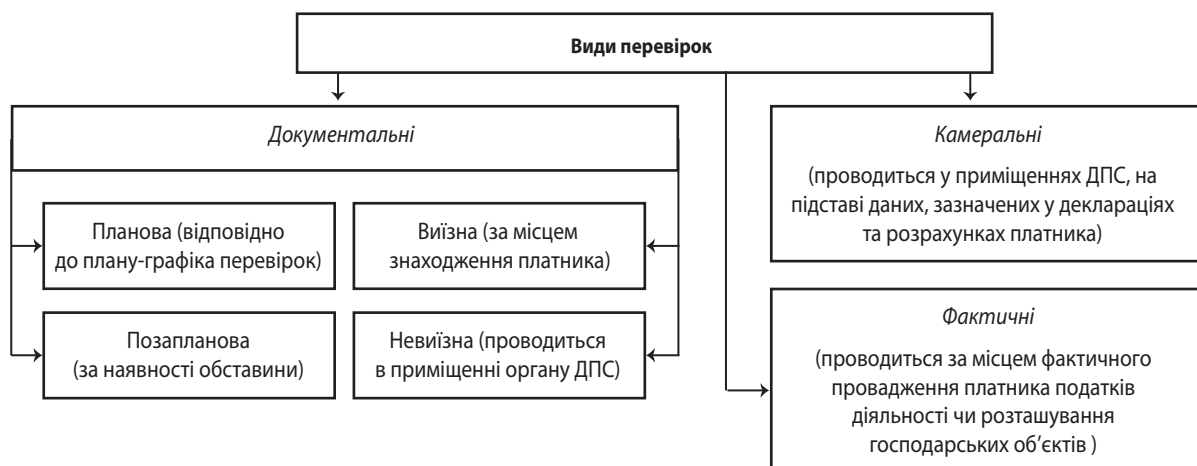 Види перевірок
Документальні
Планова (відповідно
до плану-графіка перевірок)
Виїзна (за місцем
знаходження платника)
Позапланова
(за наявності обставини)
Невиїзна (проводиться
в приміщенні органу ДПС)
Камеральні
(проводиться у приміщеннях ДПС, на
підставі даних, зазначених у деклараціях
та розрахунках платника)
Фактичні
(проводиться за місцем фактичного
провадження платника податків
діяльності чи розташування
господарських об’єктів )